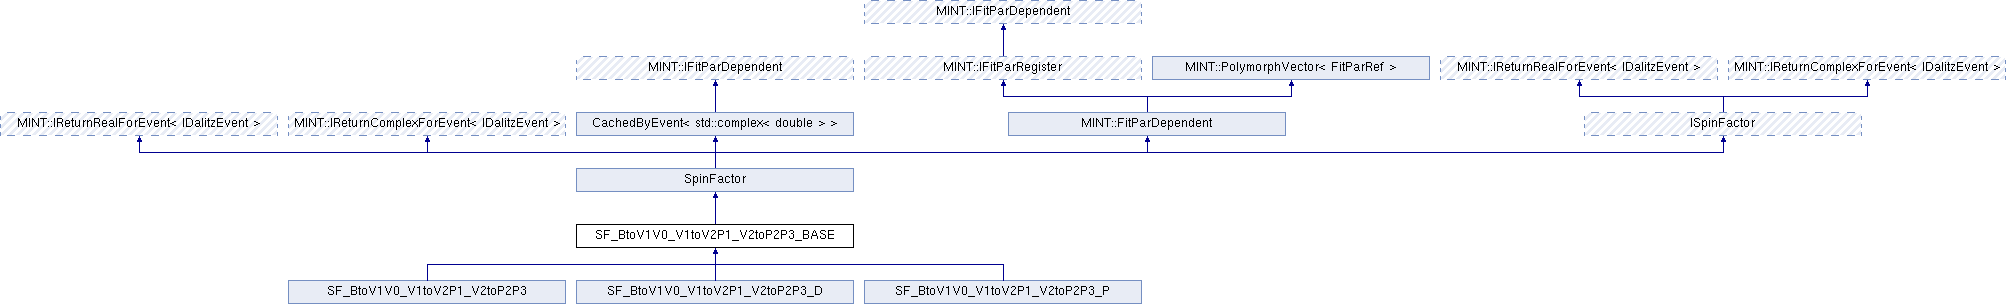 MINT::IFitParDependent
MINT::IFitParDependent
MINT::IFitParRegister
MINT::PolymorphVector< FitParRef >
MINT::IReturnRealForEvent< IDalitzEvent >
MINT::IReturnComplexForEvent< IDalitzEvent >
MINT::IReturnRealForEvent< IDalitzEvent >
MINT::IReturnComplexForEvent< IDalitzEvent >
CachedByEvent< std::complex< double > >
MINT::FitParDependent
ISpinFactor
SpinFactor
SF_BtoV1V0_V1toV2P1_V2toP2P3_BASE
SF_BtoV1V0_V1toV2P1_V2toP2P3
SF_BtoV1V0_V1toV2P1_V2toP2P3_D
SF_BtoV1V0_V1toV2P1_V2toP2P3_P